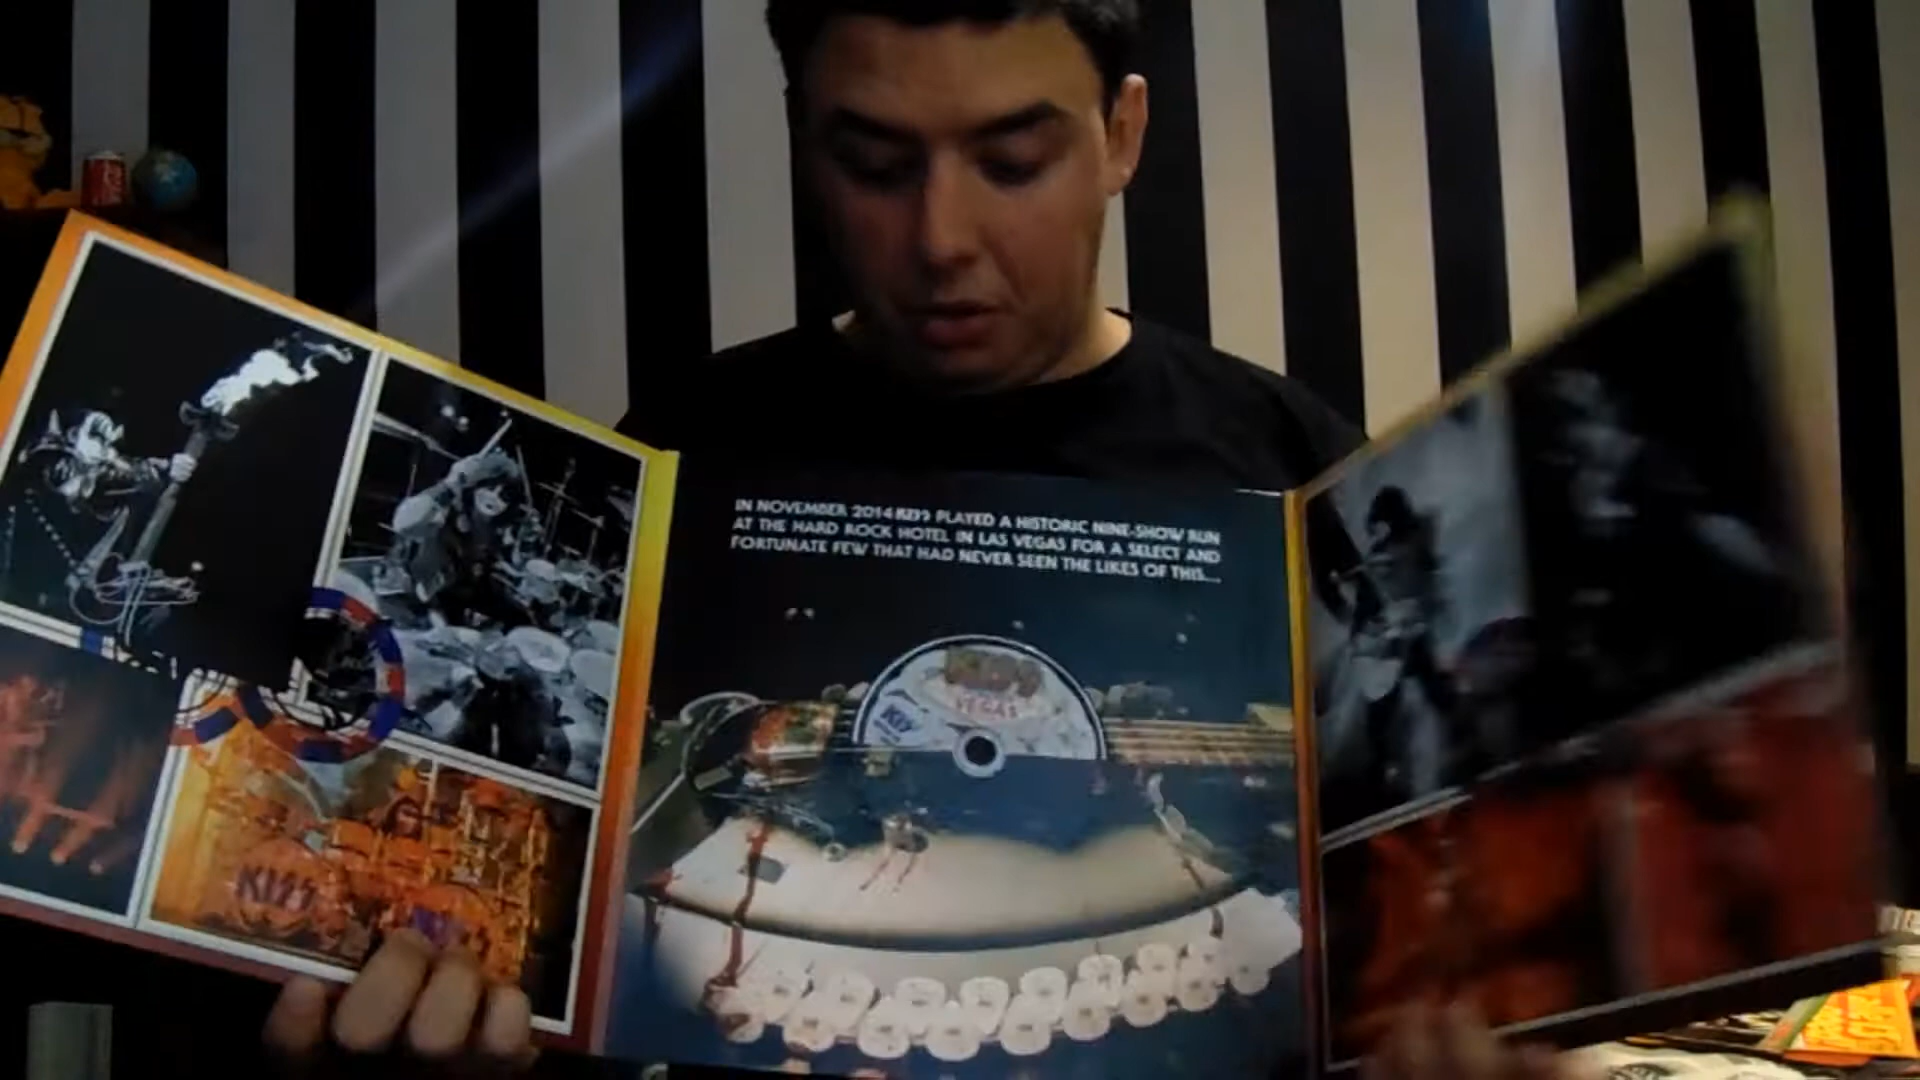 IN NOVEMBER 2014 KISS PLAYED A HISTORIC NINE-SHOW RUN
AT THE HARD ROCK HOTEL IN LAS VEGAS FOR A SELECT AND
FORTUNATE FEW THAT HAD NEVER SEEN THE LIKES OF THIS...
VEGAS
KISS
KISS